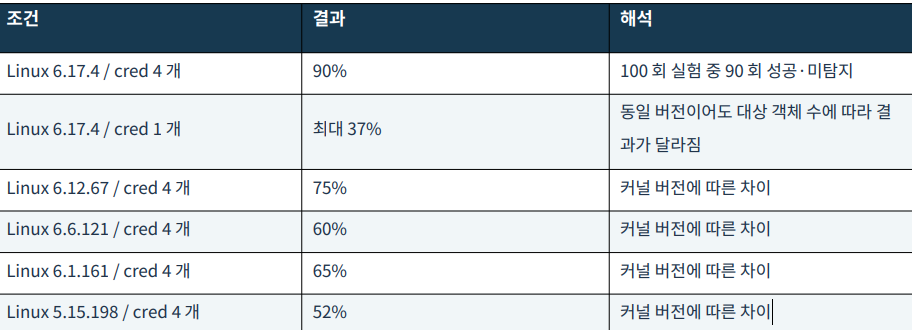 조건 결과 해석
Linux 6.17.4 / cred 4 개 90% 100 회 실험 중 90 회 성공·미탐지
Linux 6.17.4 / cred 1 개 최대 37% 동일 버전이어도 대상 객체 수에 따라 결
과가 달라짐
Linux 6.12.67 / cred 4 개 75% 커널 버전에 따른 차이
Linux 6.6.121 / cred 4 개 60% 커널 버전에 따른 차이
Linux 6.1.161 / cred 4 개 65% 커널 버전에 따른 차이
Linux 5.15.198 / cred 4 개 52% 커널 버전에 따른 차이